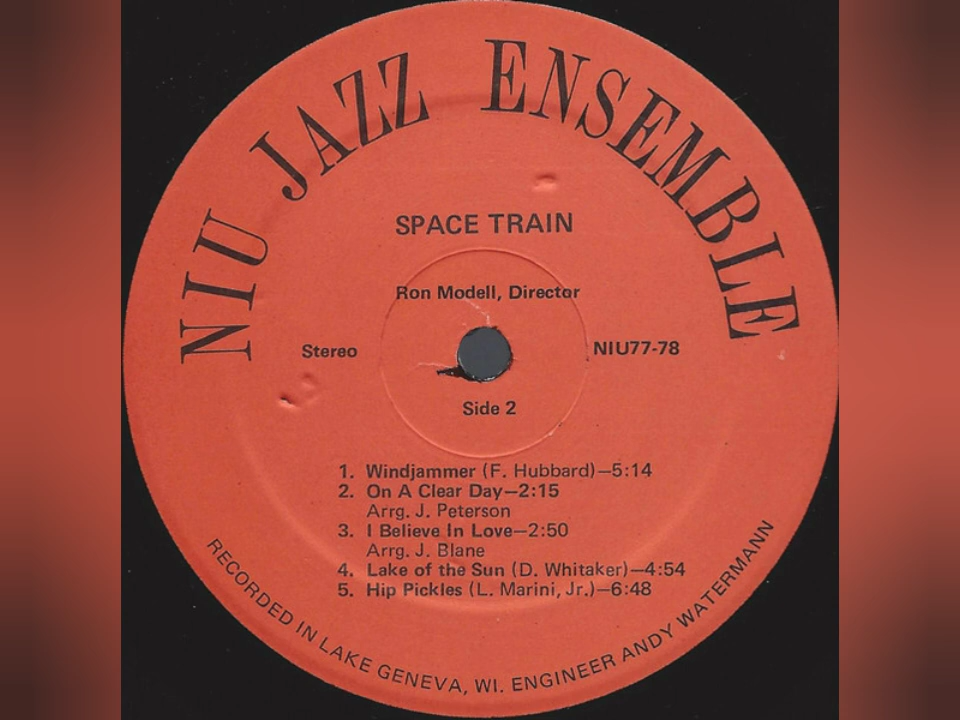 NIU JAZZ ENSEMBLE
SPACE TRAIN
Ron Modell, Director
Stereo
NIU77-78
Side 2
1. Windjammer (F. Hubbard)—5:14
2. On A Clear Day—2:15
Arrg. J. Peterson
3. I Believe In Love—2:50
Arrg. J. Blane
4. Lake of the Sun (D. Whitaker)—4:54
5. Hip Pickles (L. Marini, Jr.)—6:48
RECORDED IN LAKE GENEVA, WI. ENGINEER ANDY WATERMANN